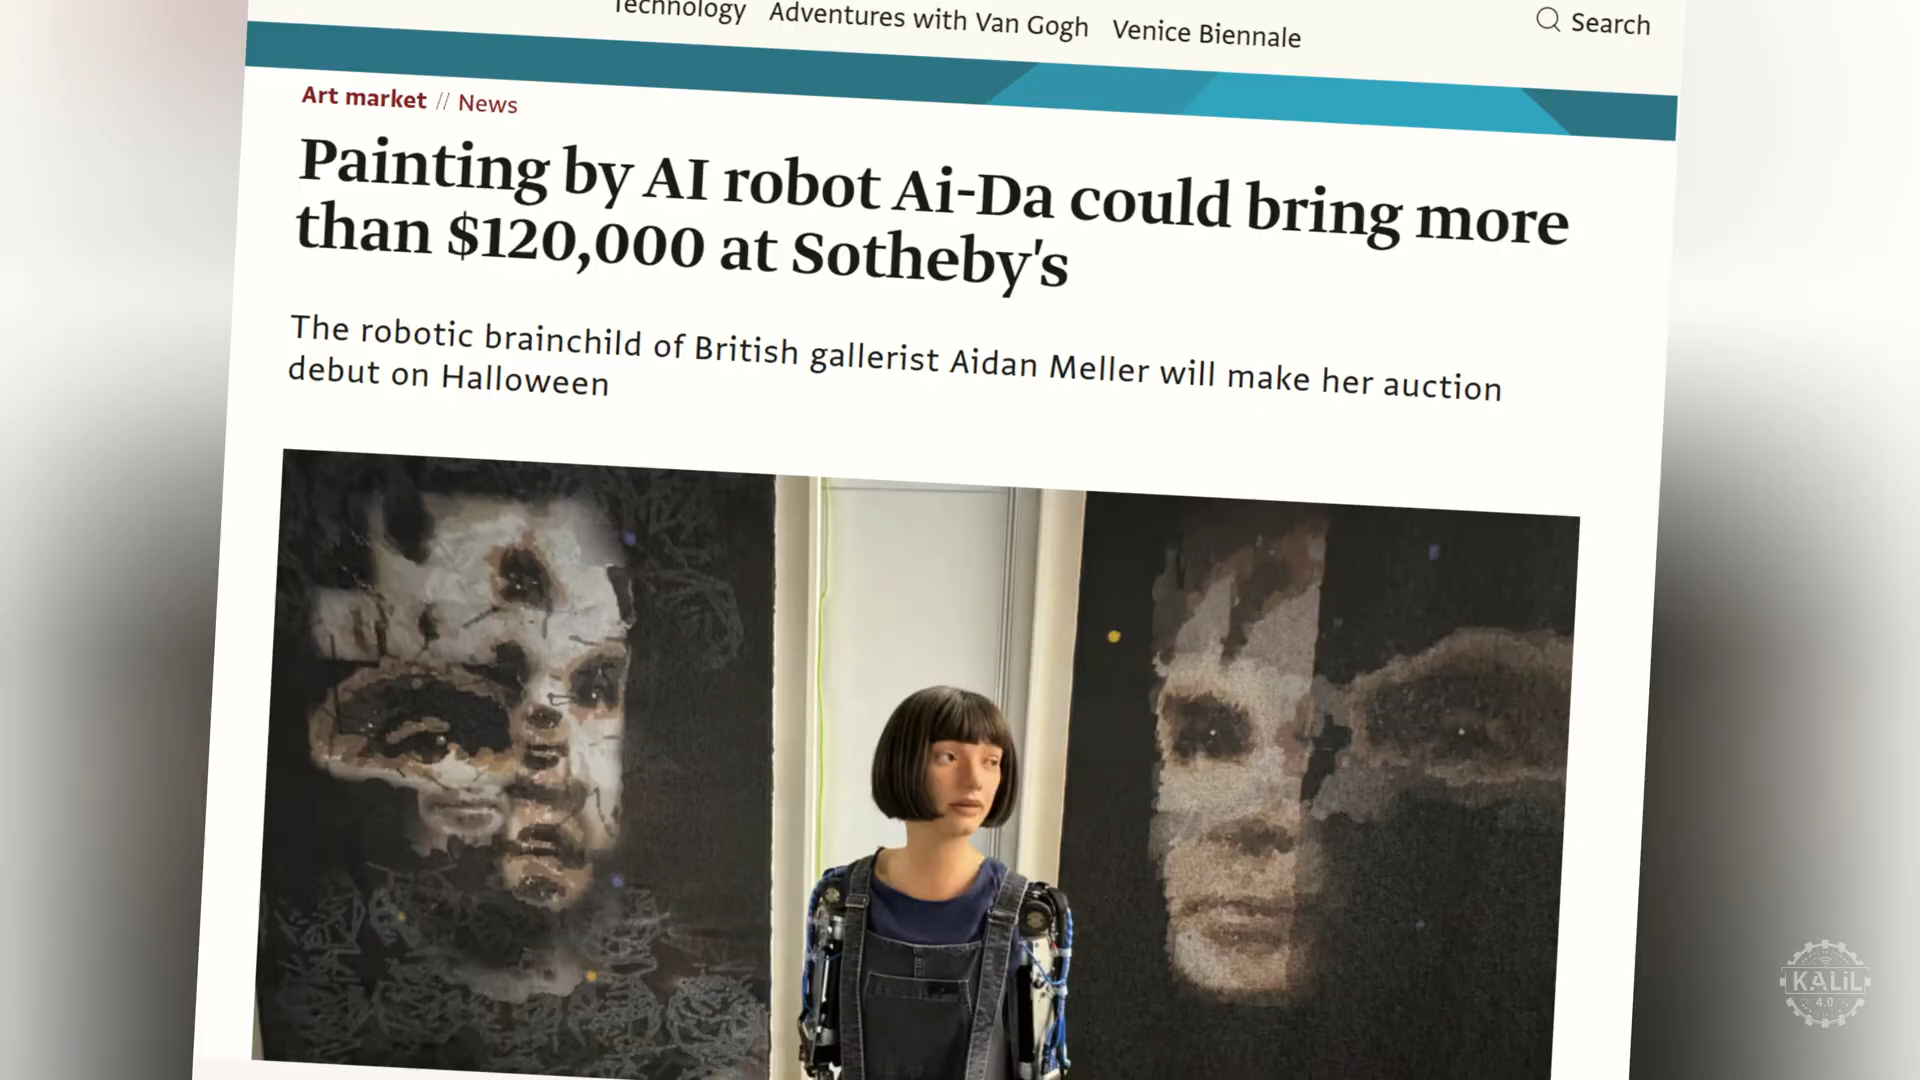 Technology Adventures with Van Gogh Venice Biennale Search
Art market // News
Painting by AI robot Ai-Da could bring more
than $120,000 at Sotheby's
The robotic brainchild of British gallerist Aidan Meller will make her auction
debut on Halloween
KALiL
4.0